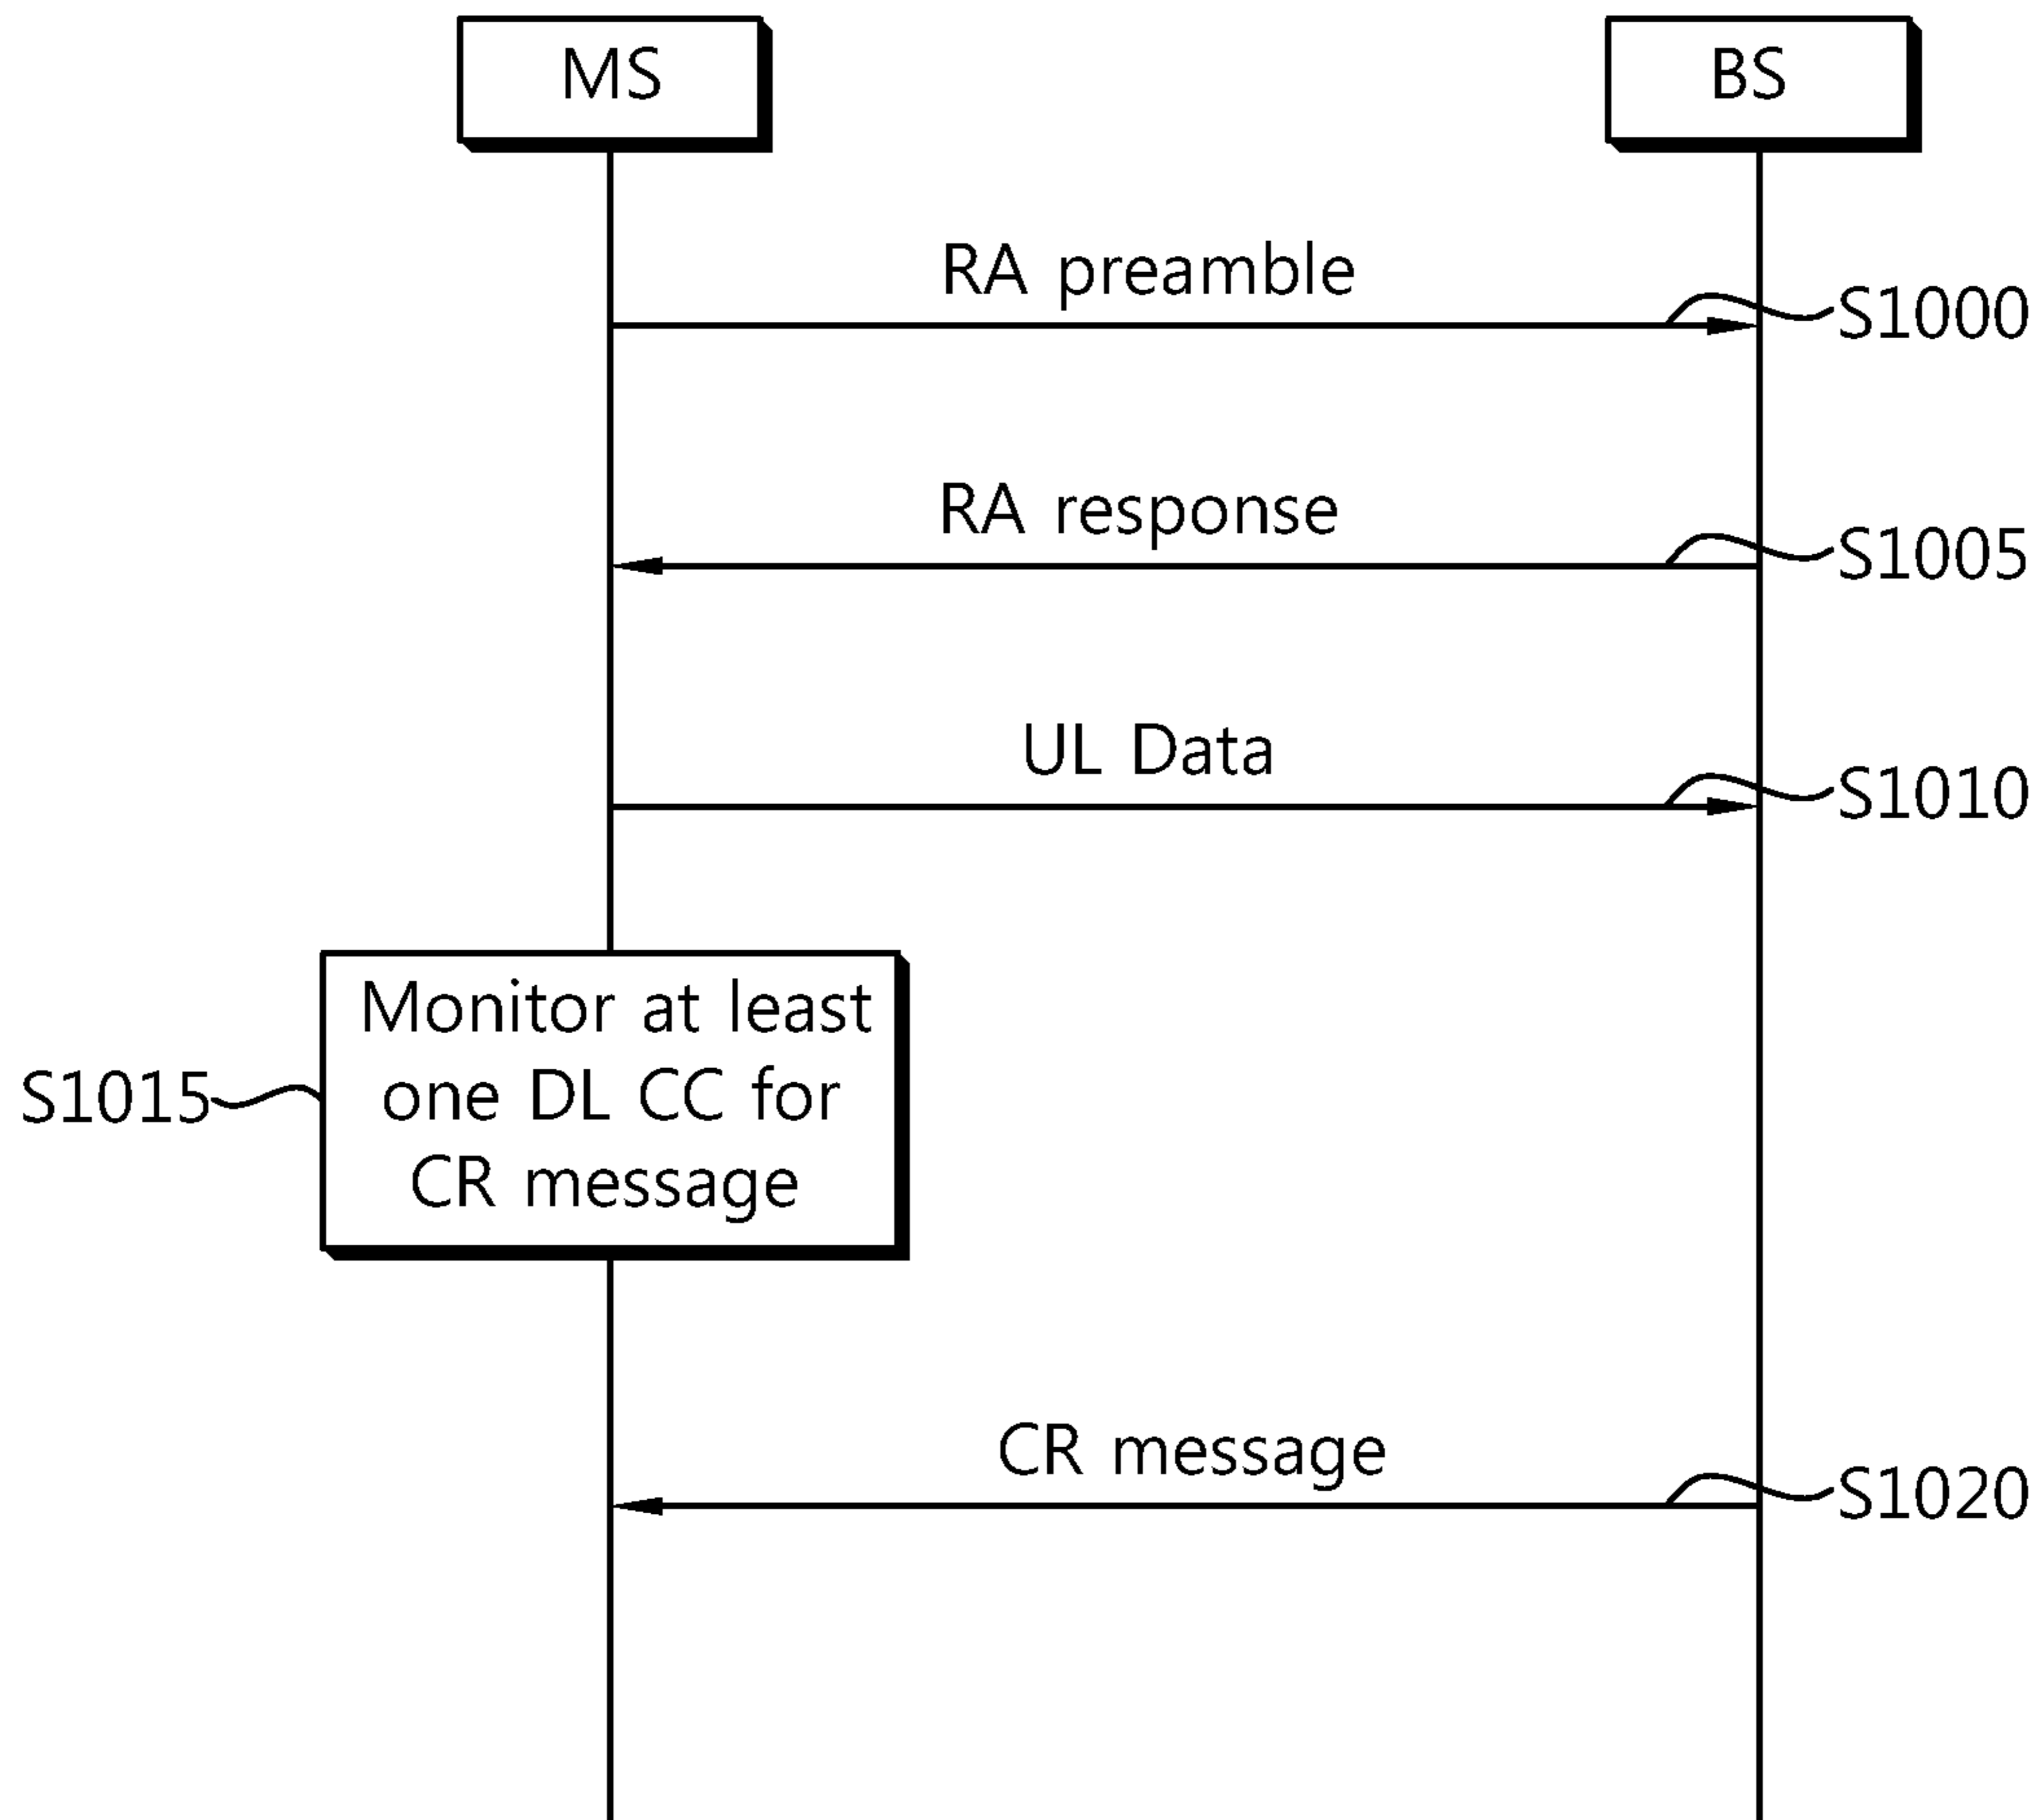 MS
BS
RA preamble
S1000
RA response
S1005
UL Data
S1010
Monitor at least
one DL CC for
CR message
S1015
CR message
S1020